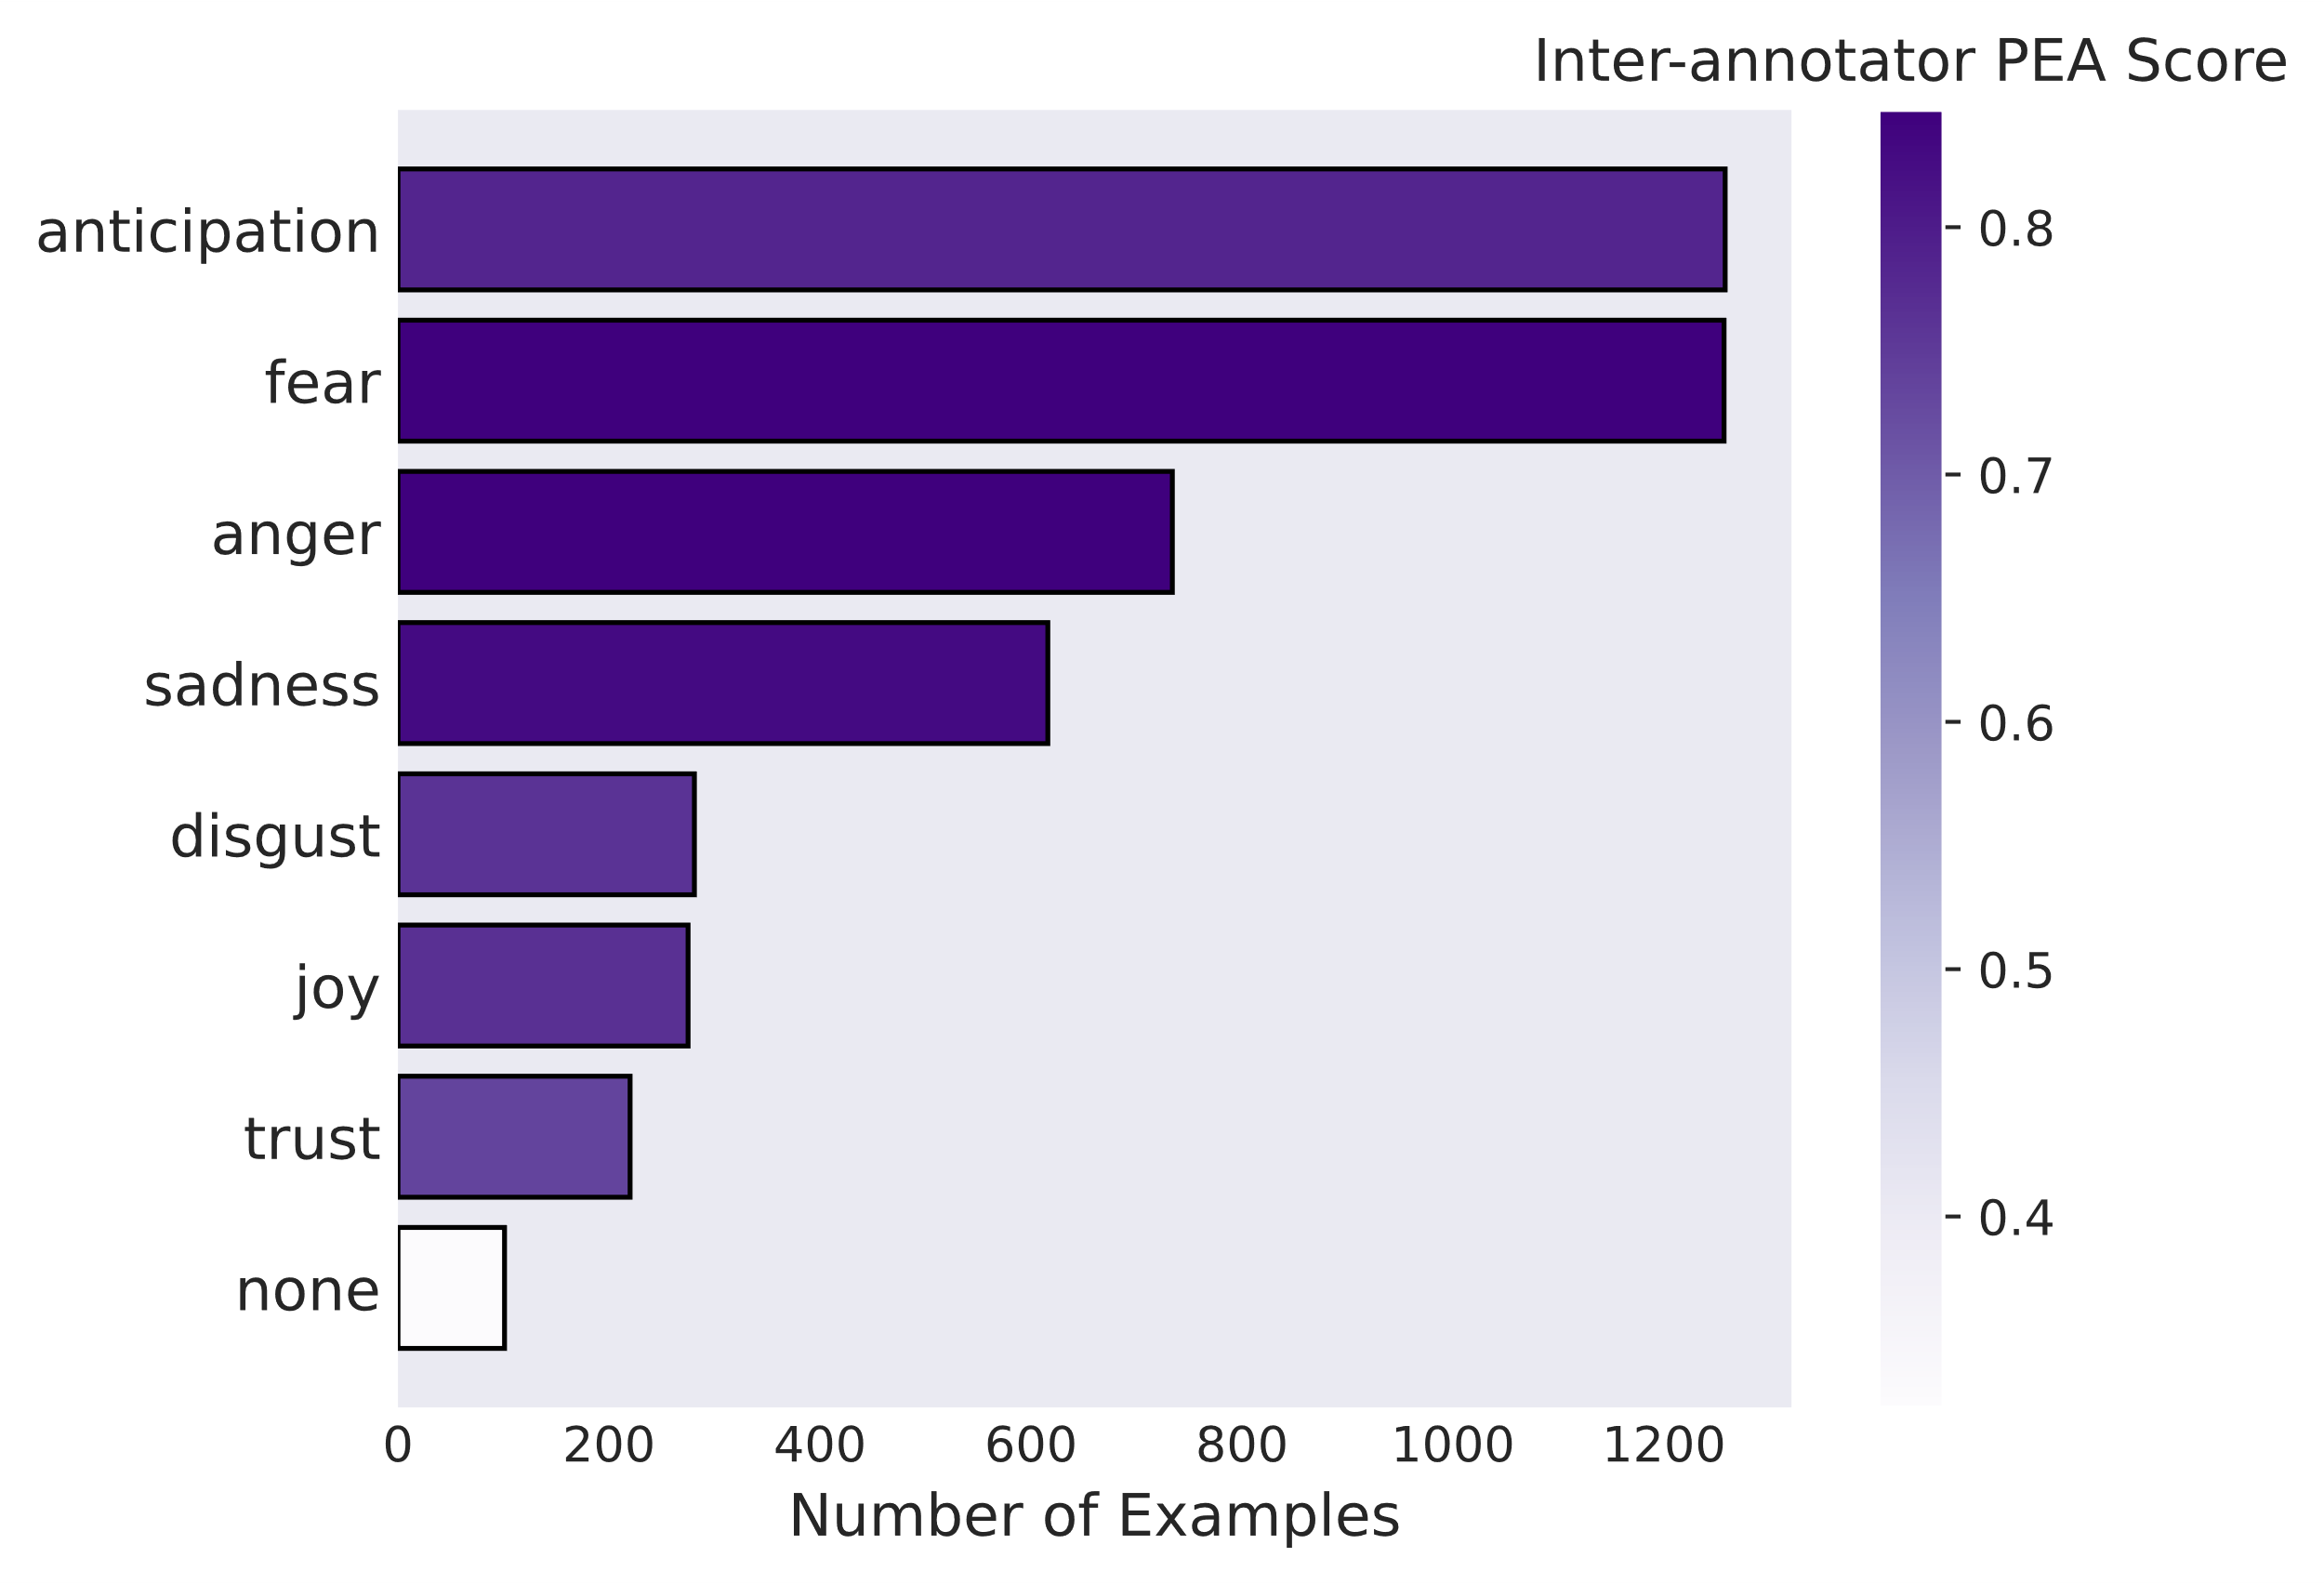 Inter-annotator PEA Score
anticipation
fear
anger
sadness
disgust
joy
trust
none
0 200 400 600 800 1000 1200
Number of Examples
0.8
0.7
0.6
0.5
0.4